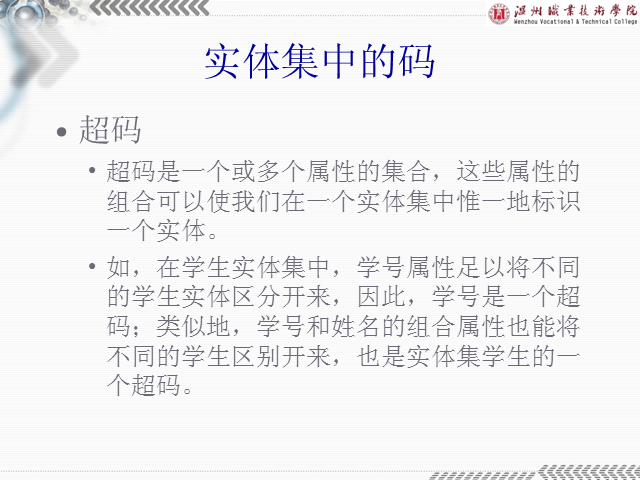 温州职业技术学院
Wenzhou Vocational & Technical College
实体集中的码
• 超码
• 超码是一个或多个属性的集合，这些属性的
组合可以使我们在一个实体集中惟一地标识
一个实体。
• 如，在学生实体集中，学号属性足以将不同
的学生实体区分开来，因此，学号是一个超
码；类似地，学号和姓名的组合属性也能将
不同的学生区别开来，也是实体集学生的一
个超码。